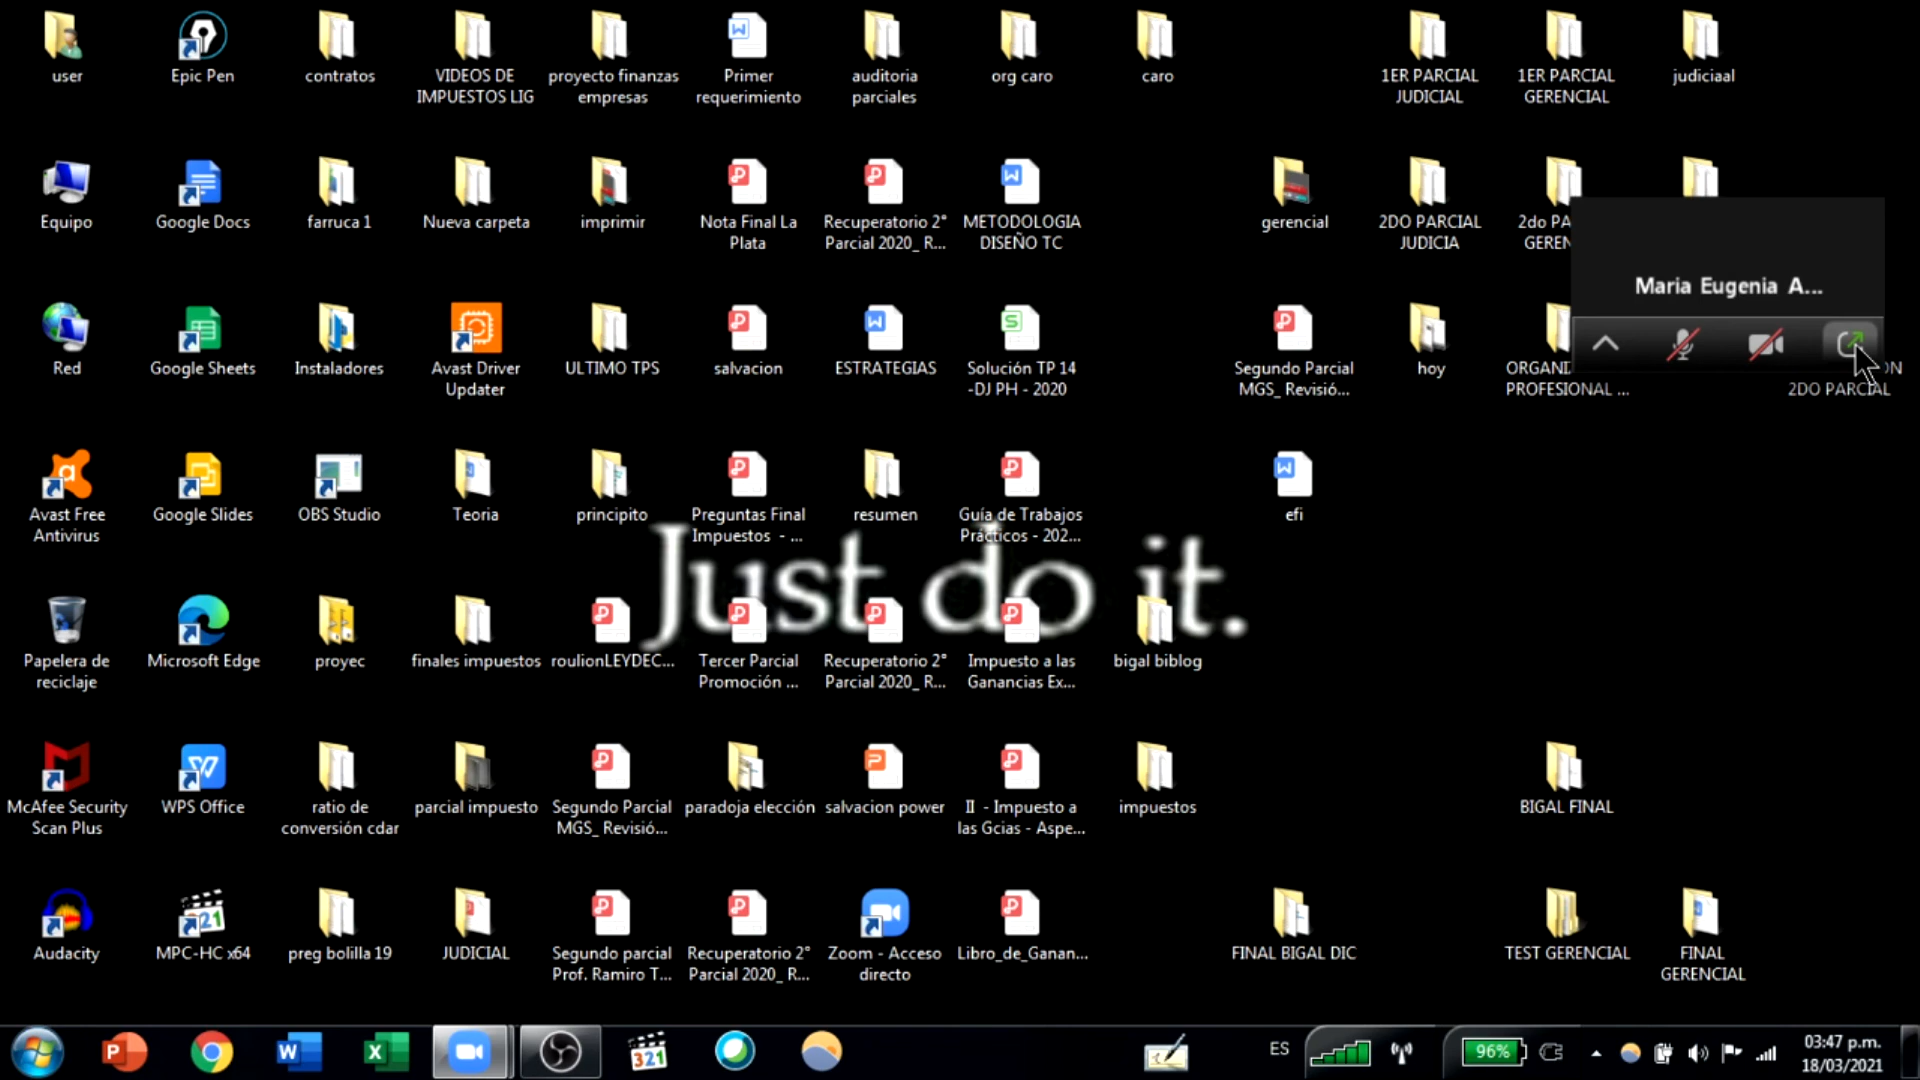 user
Epic Pen
contratos
VIDEOS DE
IMPUESTOS LIG
proyecto finanzas
empresas
Primer
requerimiento
auditoria
parciales
org caro
caro
1ER PARCIAL
JUDICIAL
1ER PARCIAL
GERENCIAL
judiciaal
Equipo
Google Docs
farruca 1
Nueva carpeta
imprimir
Nota Final La
Plata
Recuperatorio 2°
Parcial 2020_ R...
METODOLOGIA
DISEÑO TC
gerencial
2DO PARCIAL
JUDICIA
2do PA
GEREN
Maria Eugenia A...
Red
Google Sheets
Instaladores
Avast Driver
Updater
ULTIMO TPS
salvacion
ESTRATEGIAS
Solución TP 14
-DJ PH - 2020
Segundo Parcial
MGS_ Revisió...
hoy
ORGANI
PROFESIONAL ...
ON
2DO PARCIAL
Avast Free
Antivirus
Google Slides
OBS Studio
Teoria
principito
Preguntas Final
Impuestos - ...
resumen
Guía de Trabajos
Prácticos - 202...
efi
Just do it.
Papelera de
reciclaje
Microsoft Edge
proyec
finales impuestos
roulionLEYDEC...
Tercer Parcial
Promoción ...
Recuperatorio 2°
Parcial 2020_ R...
Impuesto a las
Ganancias Ex...
bigal biblog
McAfee Security
Scan Plus
WPS Office
ratio de
conversión cdar
parcial impuesto
Segundo Parcial
MGS_ Revisió...
paradoja elección
salvacion power
II - Impuesto a
las Gcias - Aspe...
impuestos
BIGAL FINAL
Audacity
MPC-HC x64
preg bolilla 19
JUDICIAL
Segundo parcial
Prof. Ramiro T...
Recuperatorio 2°
Parcial 2020_ R...
Zoom - Acceso
directo
Libro_de_Ganan...
FINAL BIGAL DIC
TEST GERENCIAL
FINAL
GERENCIAL
321
ES
96%
03:47 p.m.
18/03/2021